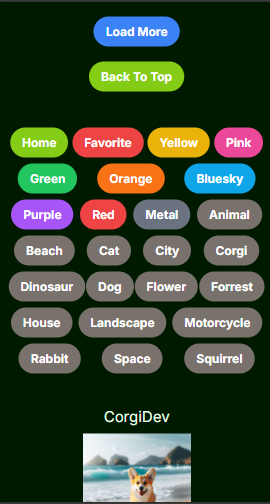 Load More
Back To Top
Home Favorite Yellow Pink
Green Orange Bluesky
Purple Red Metal Animal
Beach Cat City Corgi
Dinosaur Dog Flower Forrest
House Landscape Motorcycle
Rabbit Space Squirrel
CorgiDev